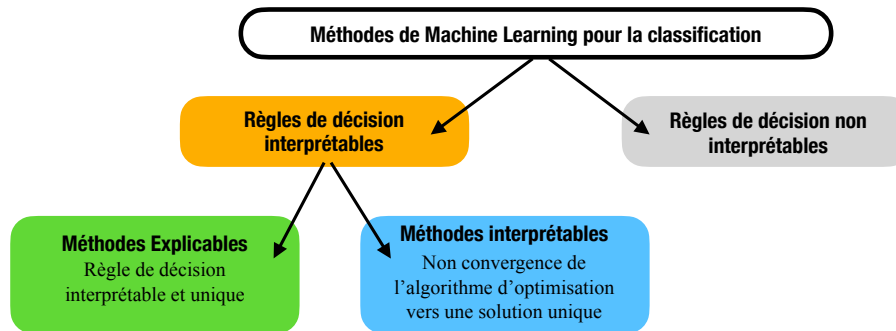 Méthodes de Machine Learning pour la classification
Règles de décision
interprétables
Règles de décision non
interprétables
Méthodes Explicables
Règle de décision
interprétable et unique
Méthodes interprétables
Non convergence de
l'algorithme d'optimisation
vers une solution unique